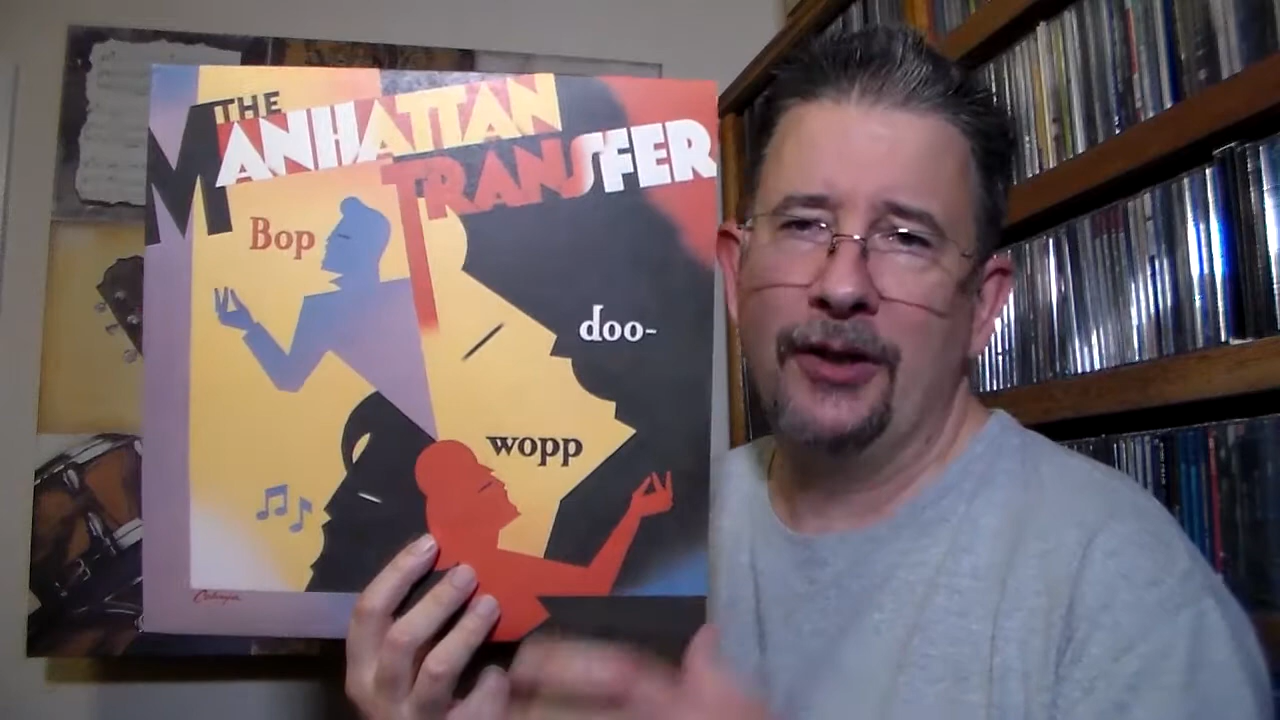 THE
MANHATTAN
TRANSFER
Bop
doo-
wopp